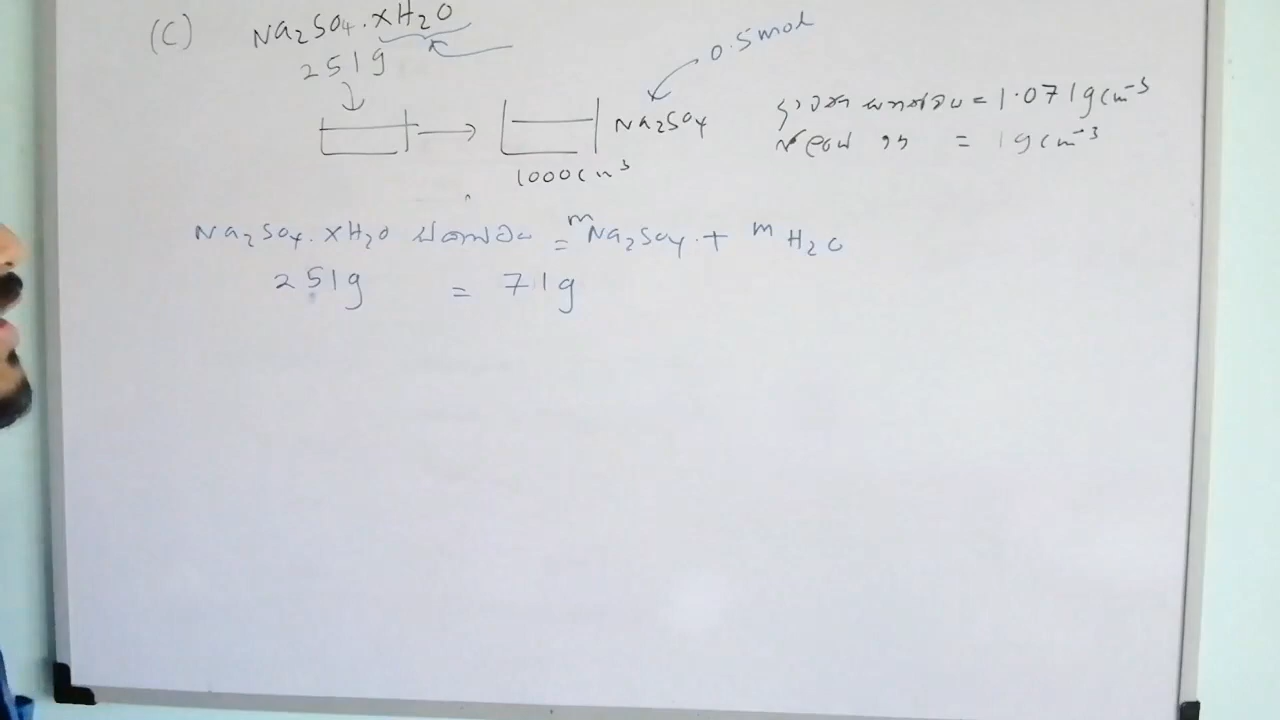 (C) Na₂SO₄.xH₂O
251g
0.5mol
Na₂SO₄
1000cm³
= 1.071gcm⁻³
= 1gcm⁻³
Na₂SO₄.xH₂O = mNa₂SO₄ + mH₂O
251g = 71g